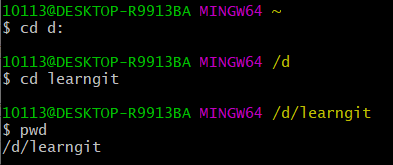 10113@DESKTOP-R9913BA MINGW64 ~
$ cd d:
10113@DESKTOP-R9913BA MINGW64 /d
$ cd learngit
10113@DESKTOP-R9913BA MINGW64 /d/learngit
$ pwd
/d/learngit